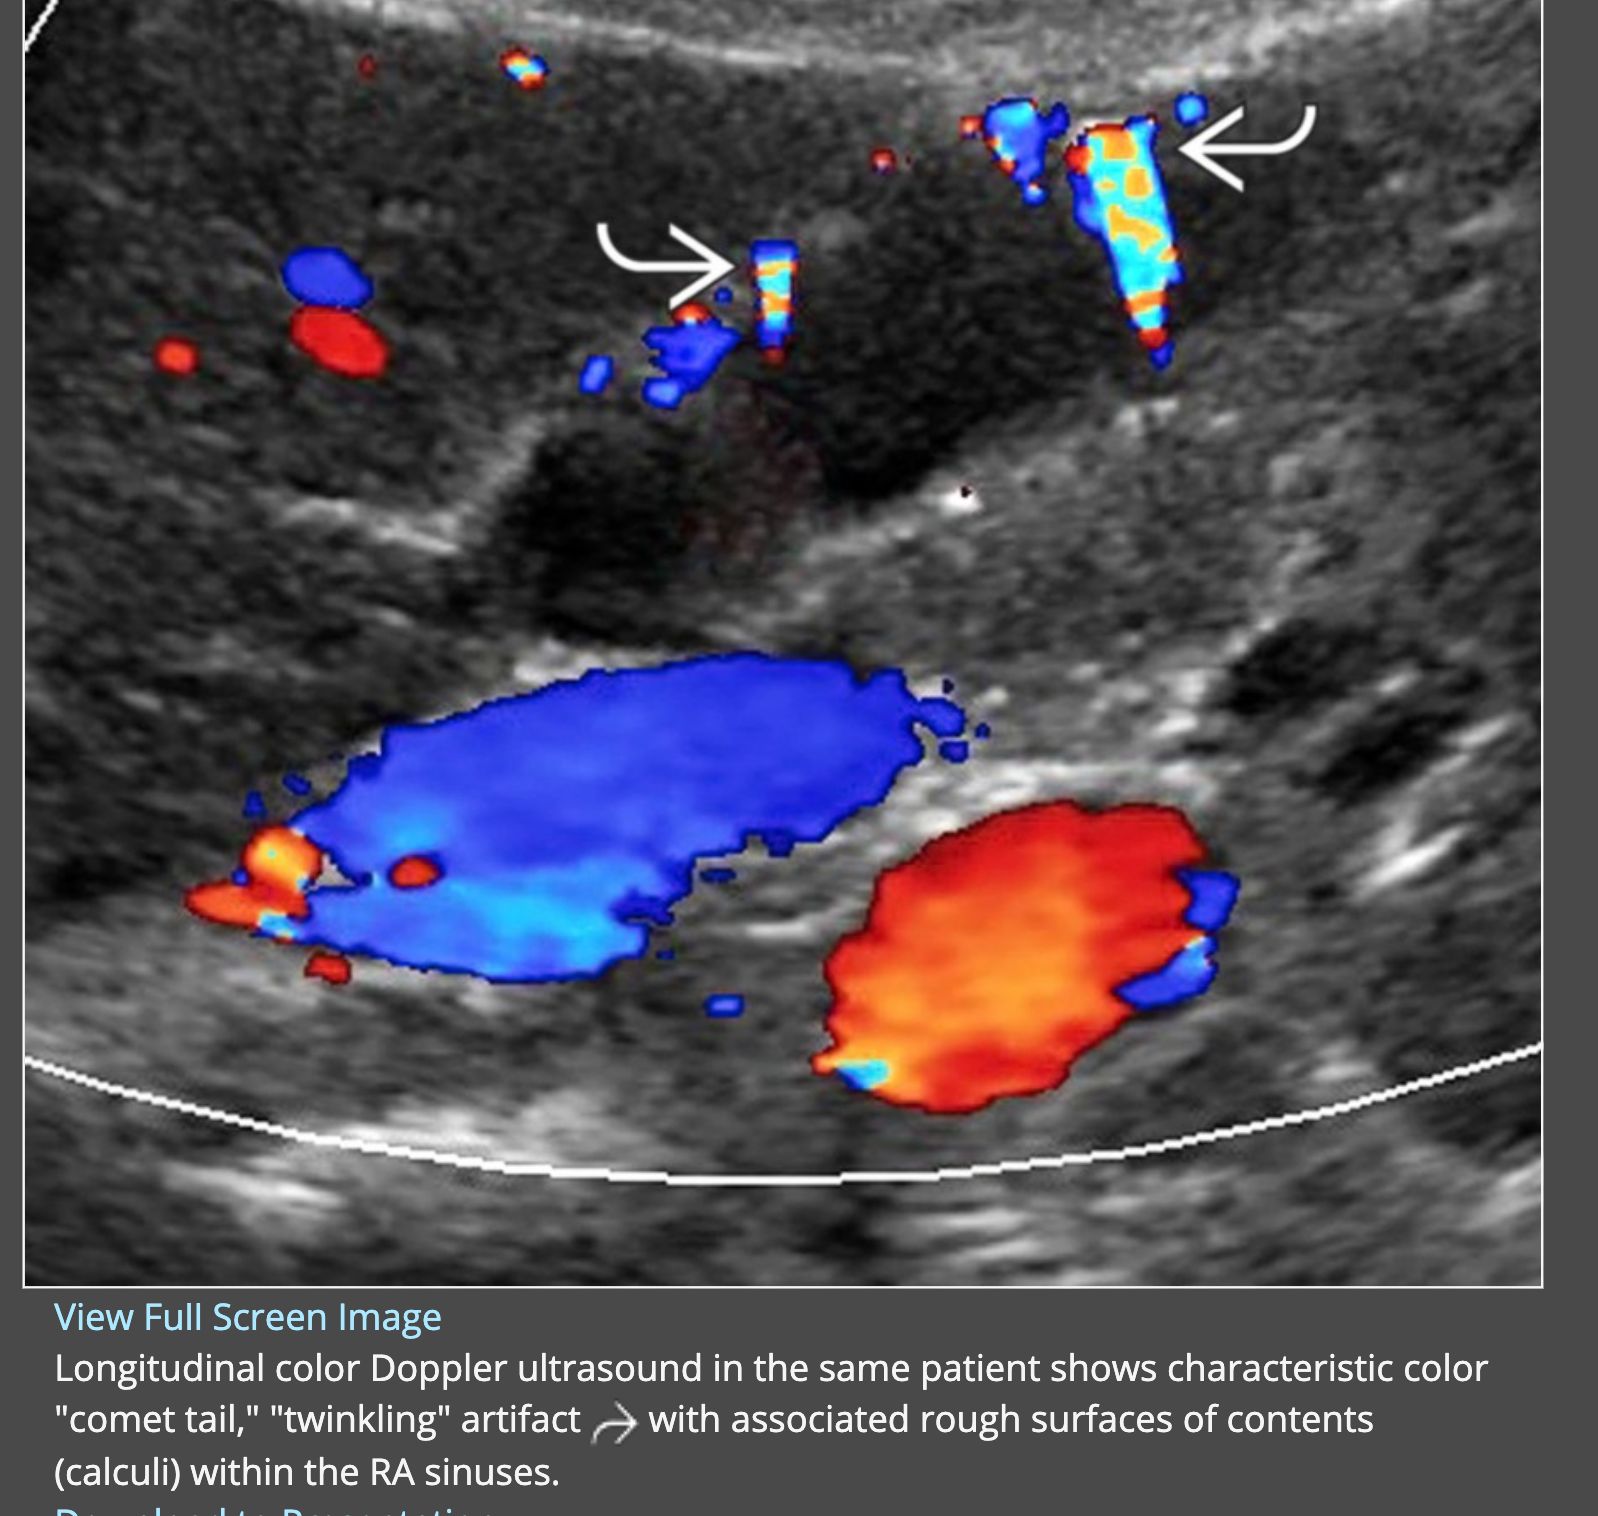 View Full Screen Image
Longitudinal color Doppler ultrasound in the same patient shows characteristic color
"comet tail," "twinkling" artifact with associated rough surfaces of contents
(calculi) within the RA sinuses.